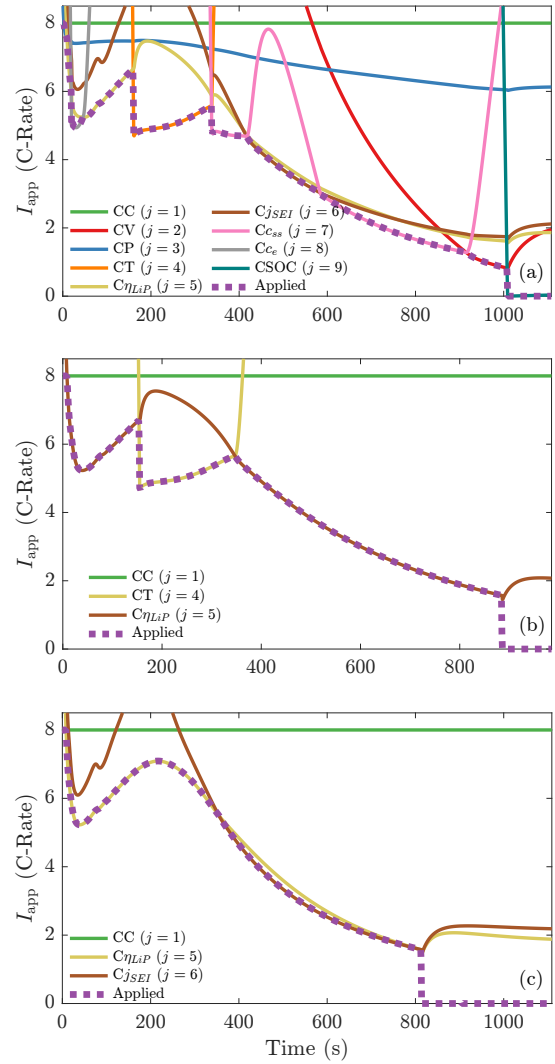 8
6
4
2
0
I_app (C-Rate)
CC (j = 1)
CV (j = 2)
CP (j = 3)
CT (j = 4)
Cη_LiP (j = 5)
Cj_SEI (j = 6)
Cc_ss (j = 7)
Cc_e (j = 8)
CSOC (j = 9)
Applied
(a)
0 200 400 600 800 1000
8
6
4
2
0
I_app (C-Rate)
CC (j = 1)
CT (j = 4)
Cη_LiP (j = 5)
Applied
(b)
0 200 400 600 800
8
6
4
2
0
I_app (C-Rate)
CC (j = 1)
Cη_LiP (j = 5)
Cj_SEI (j = 6)
Applied
(c)
0 200 400 600 800 1000
Time (s)